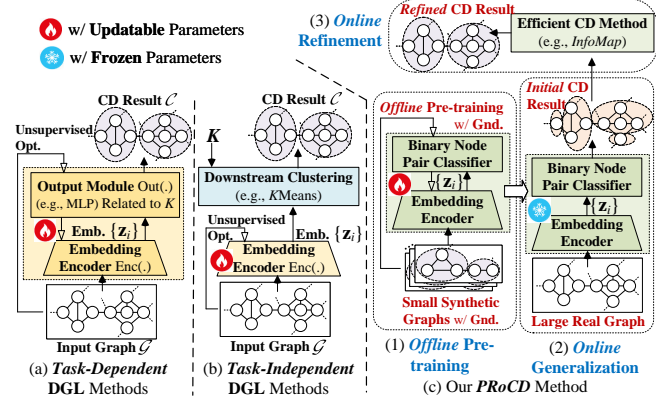 w/ Updatable Parameters
w/ Frozen Parameters
CD Result 𝒞
Unsupervised
Opt.
Output Module Out(.)
(e.g., MLP) Related to K
Emb. {z_i}
Embedding
Encoder Enc(.)
Input Graph 𝒢
(a) Task-Dependent
DGL Methods
CD Result 𝒞
K
Downstream Clustering
(e.g., KMeans)
Unsupervised
Opt.
Emb. {z_i}
Embedding
Encoder Enc(.)
Input Graph 𝒢
(b) Task-Independent
DGL Methods
(3) Online
Refinement
Refined CD Result
Efficient CD Method
(e.g., InfoMap)
Offline Pre-training
w/ Gnd.
Binary Node
Pair Classifier
{z_i}
Embedding
Encoder
Small Synthetic
Graphs w/ Gnd.
(1) Offline Pre-
training
Initial CD
Result
Binary Node
Pair Classifier
{z_i}
Embedding
Encoder
Large Real Graph
(2) Online
Generalization
(c) Our PRoCD Method